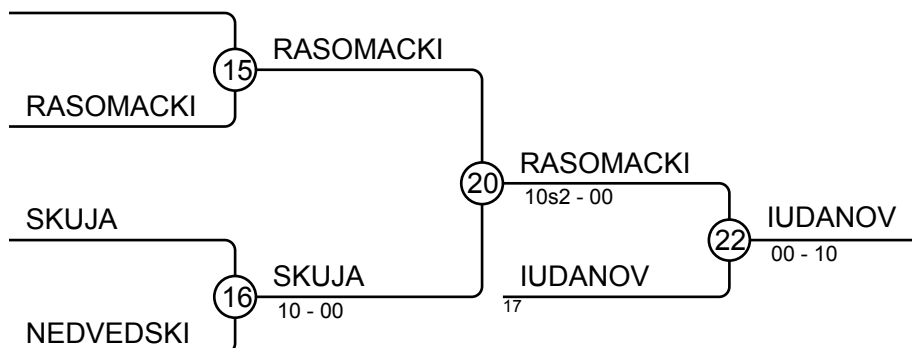 RASOMACKI
15
RASOMACKI
RASOMACKI
20
10s2 - 00
SKUJA
IUDANOV
22
00 - 10
SKUJA
IUDANOV
16
10 - 00
17
NEDVEDSKI